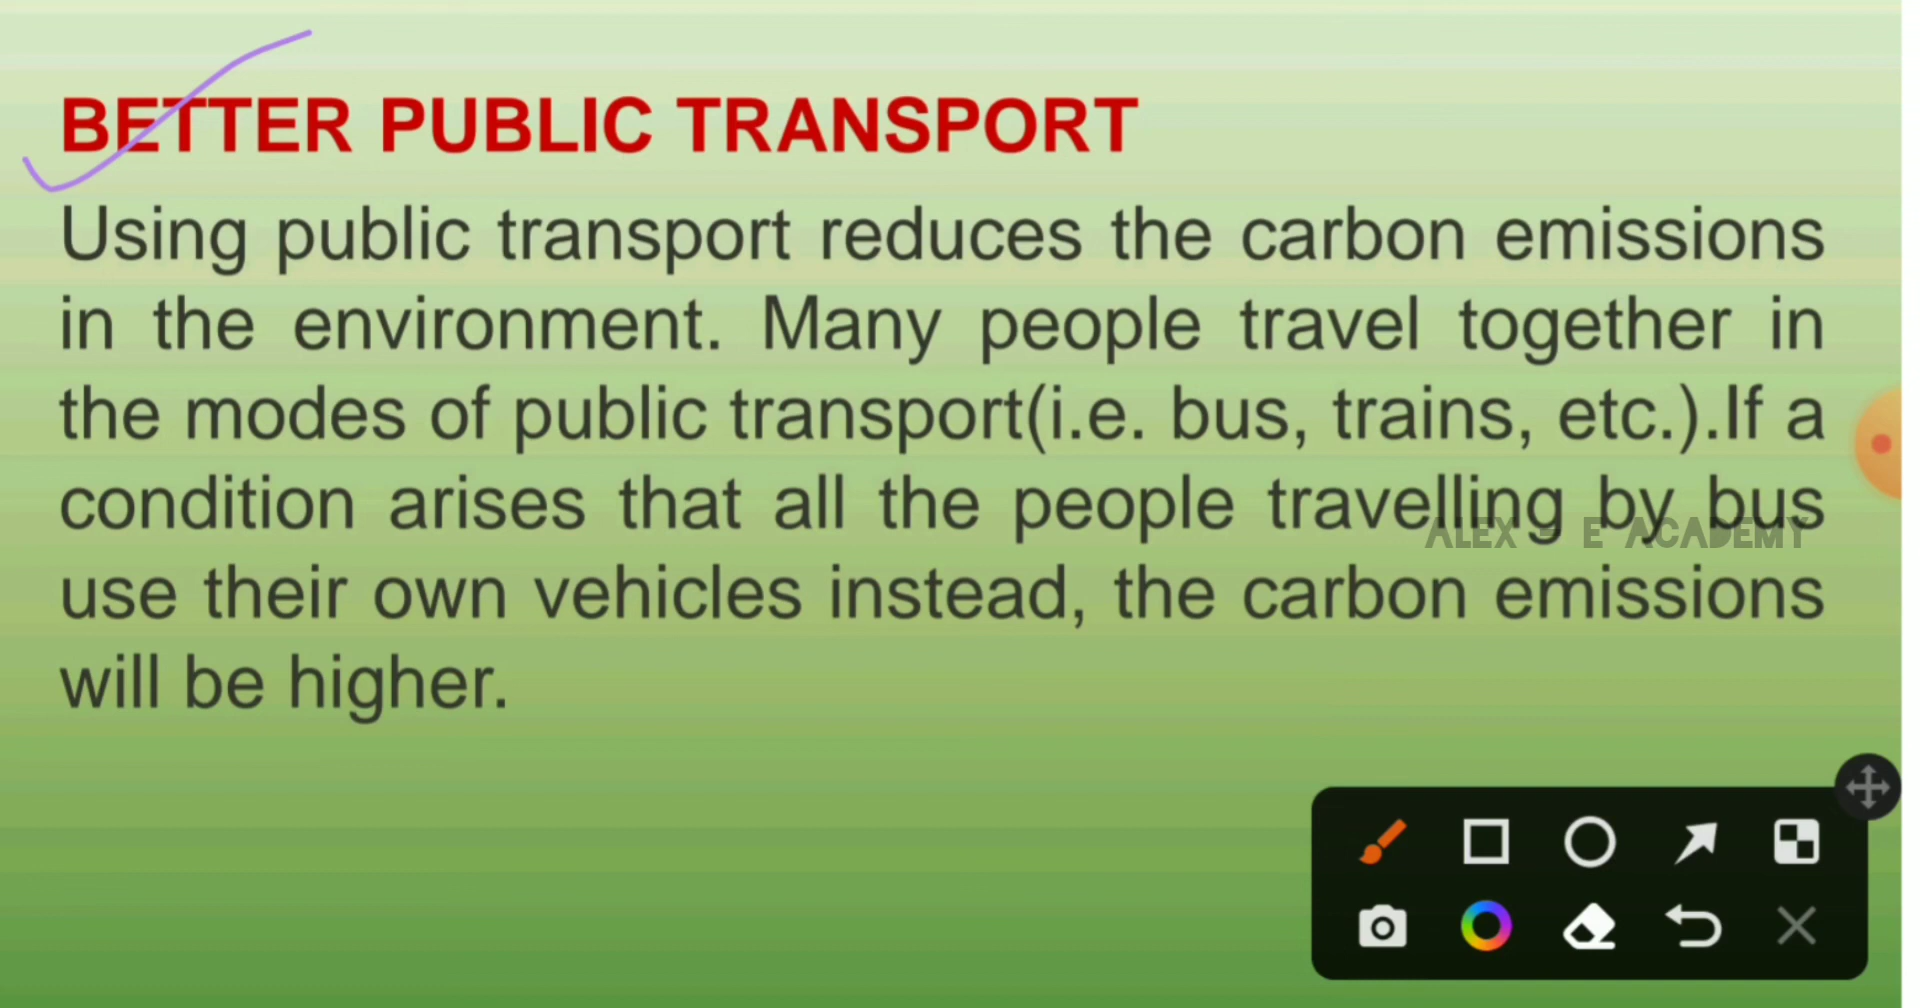 BETTER PUBLIC TRANSPORT
Using public transport reduces the carbon emissions
in the environment. Many people travel together in
the modes of public transport(i.e. bus, trains, etc.).If a
condition arises that all the people travelling by bus
ALEX - E ACADEMY
use their own vehicles instead, the carbon emissions
will be higher.